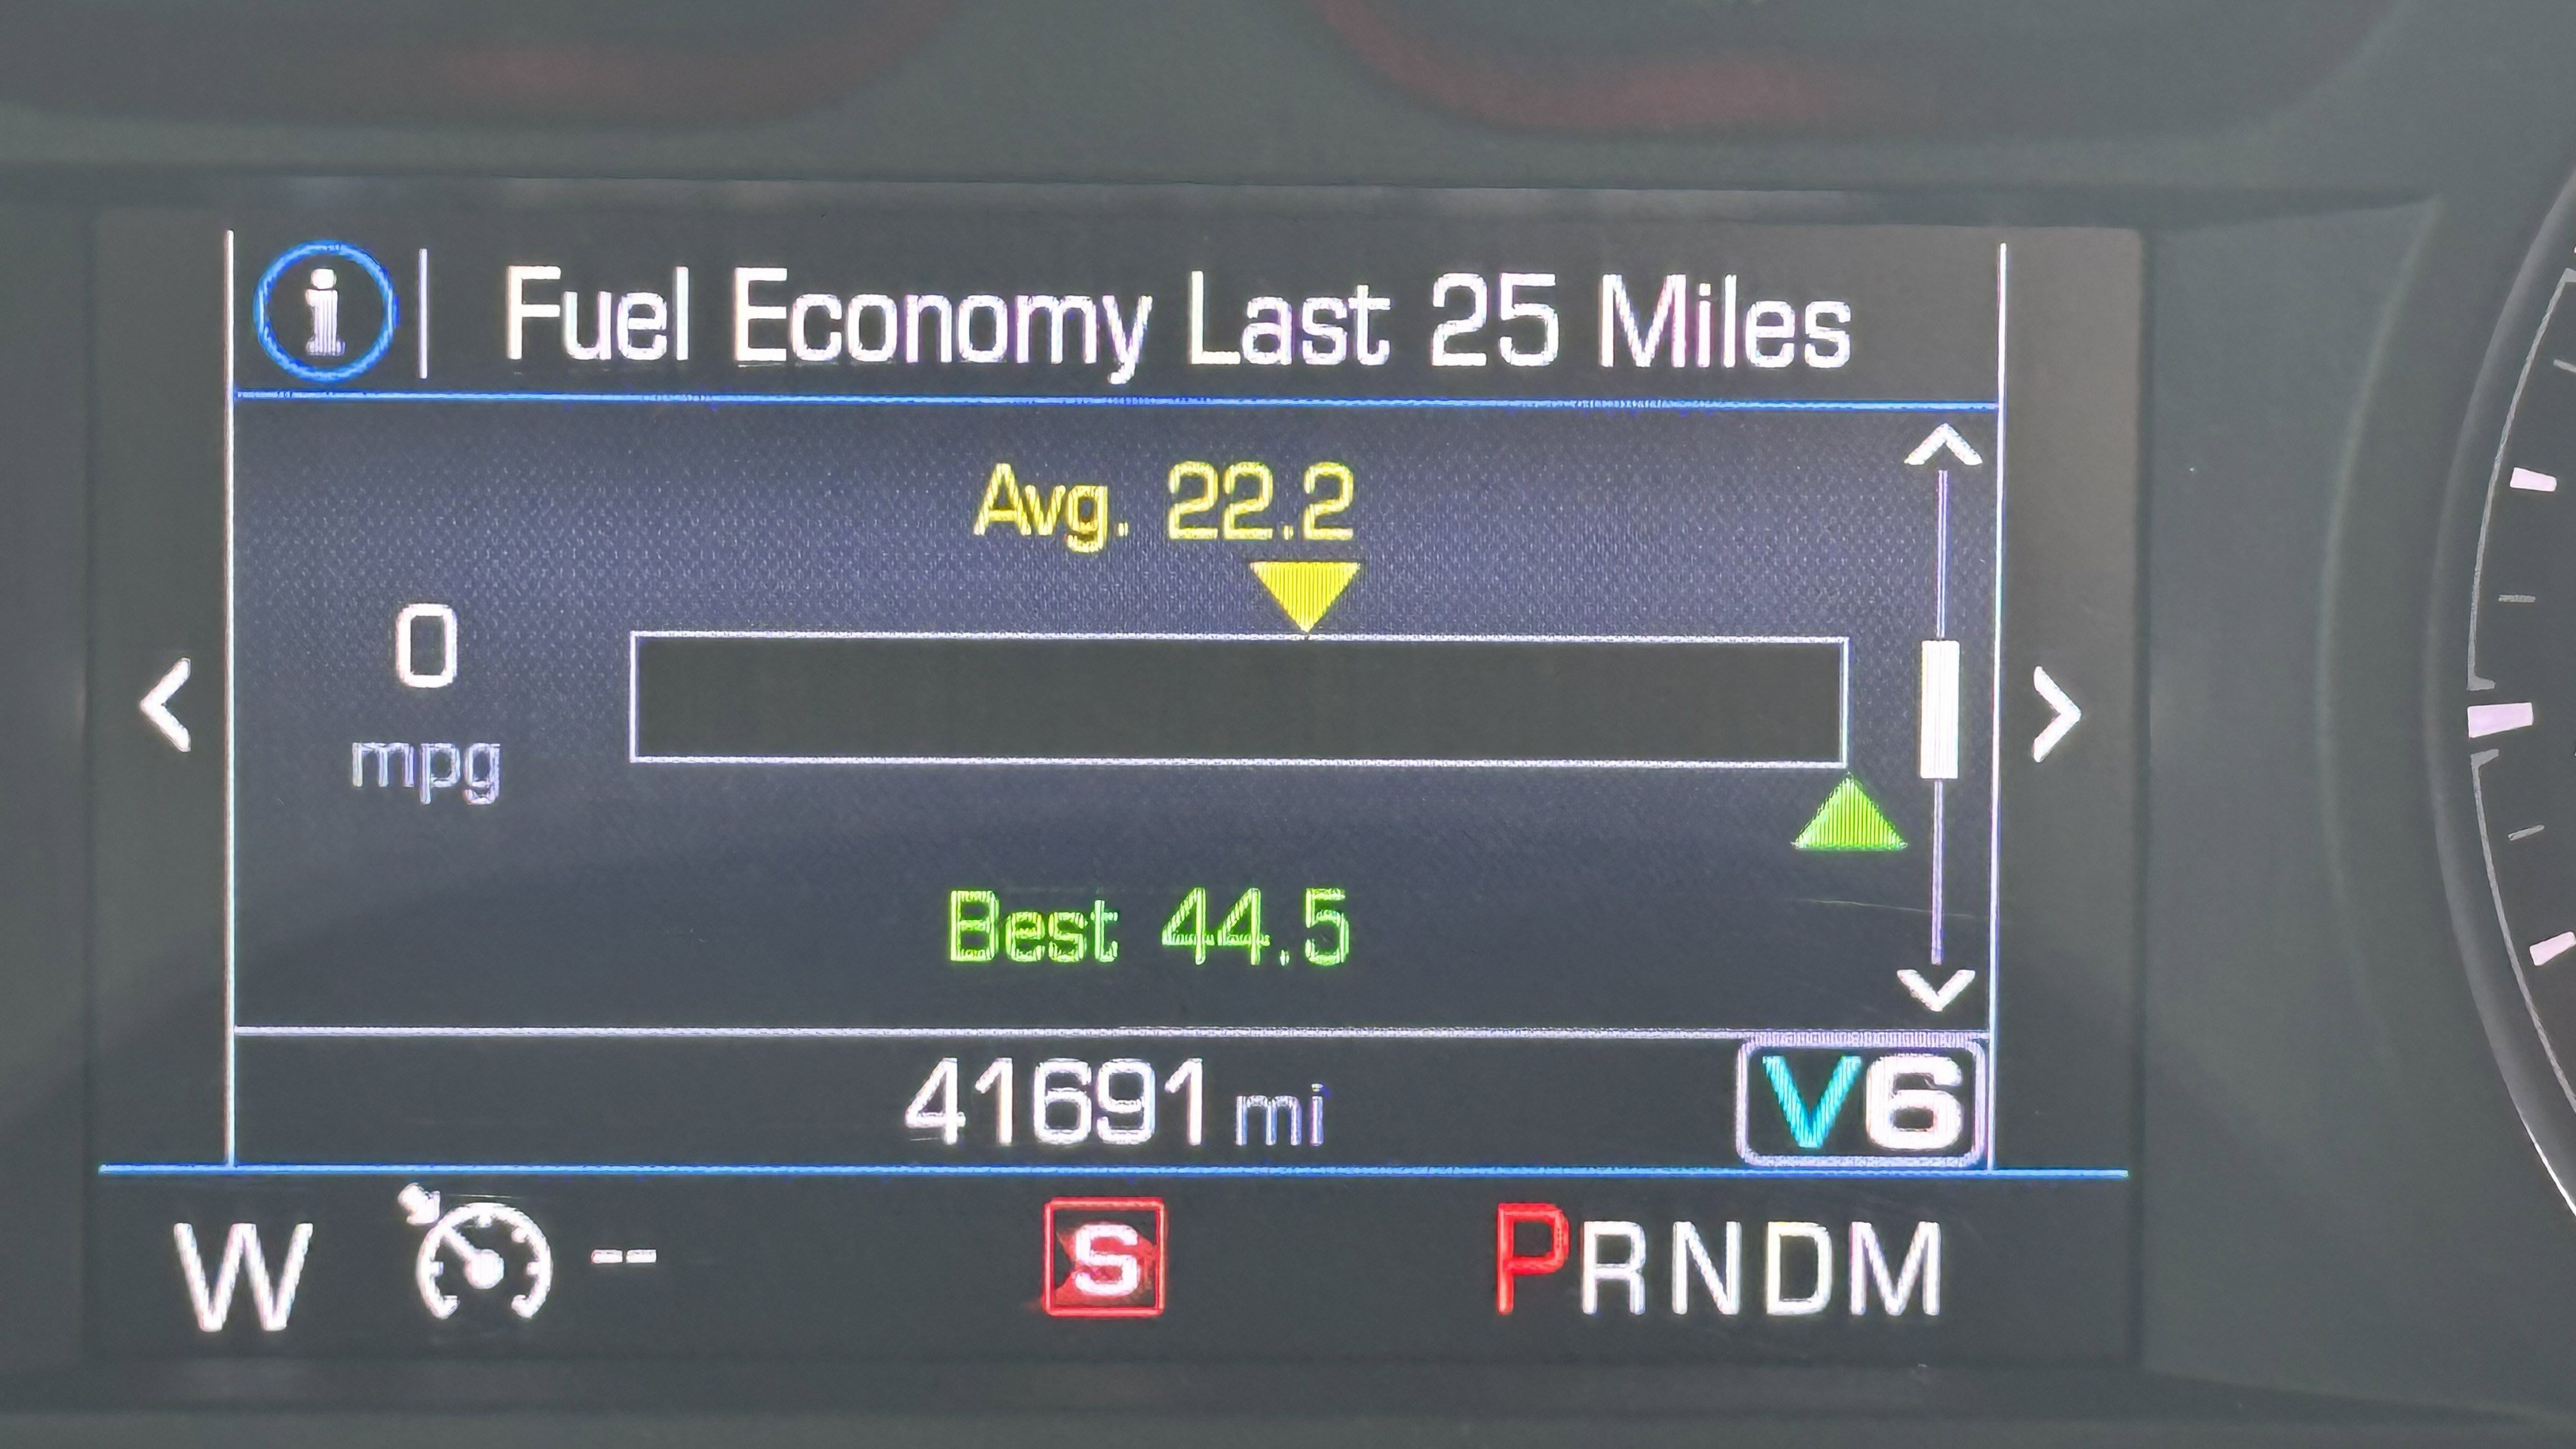 i | Fuel Economy Last 25 Miles
Avg. 22.2
0
mpg
Best 44.5
41691 mi V6
W -- S PRNDM